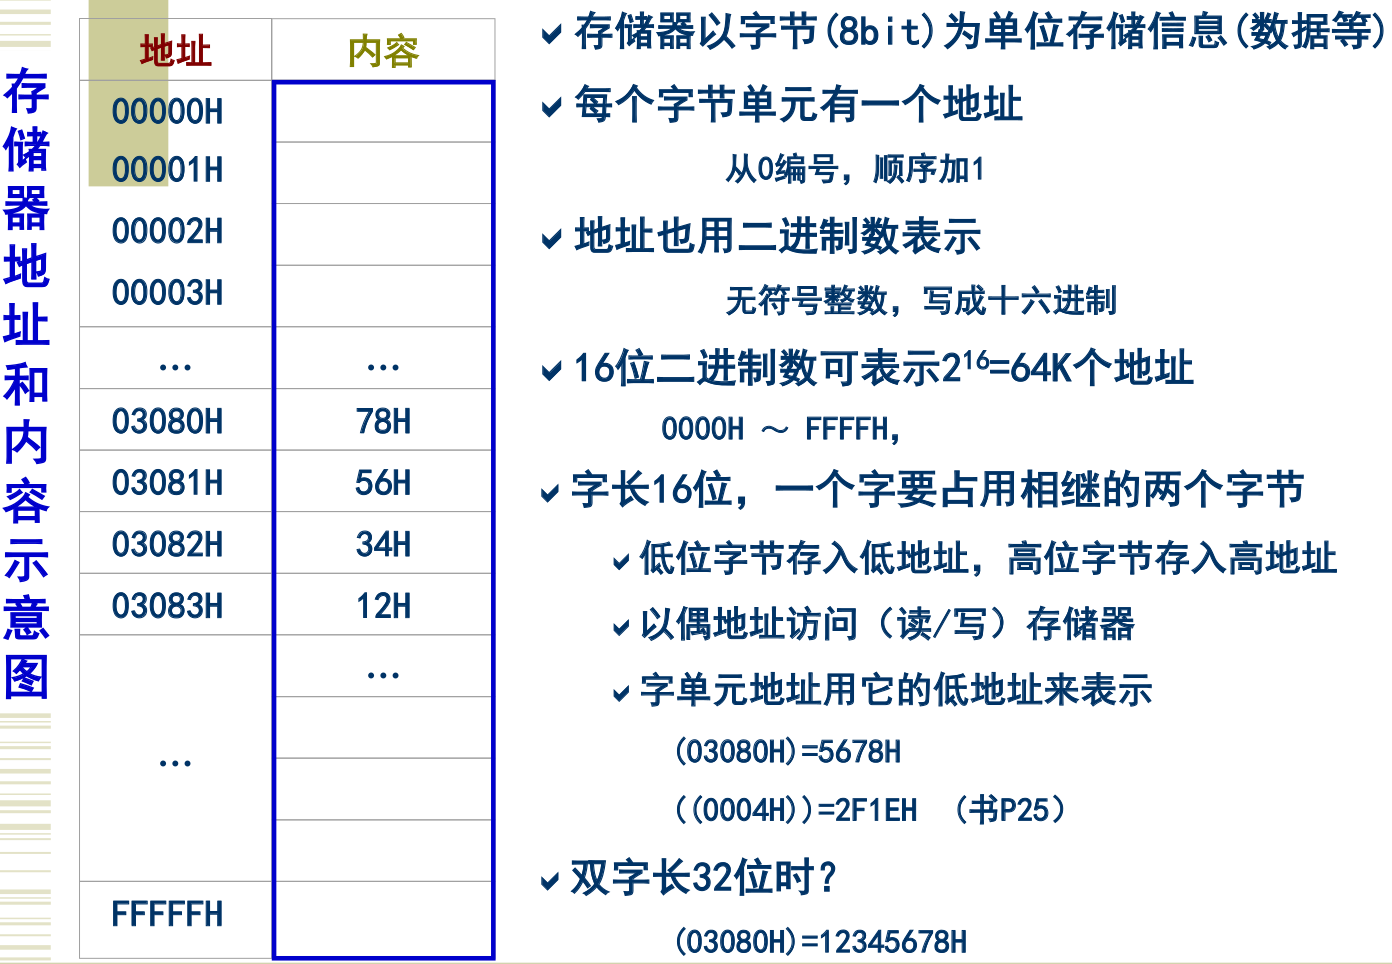 存储器地址和内容示意图
地址 内容
00000H
00001H
00002H
00003H
… …
03080H 78H
03081H 56H
03082H 34H
03083H 12H
…
…
FFFFFH
存储器以字节(8bit)为单位存储信息(数据等)
每个字节单元有一个地址
从0编号，顺序加1
地址也用二进制数表示
无符号整数，写成十六进制
16位二进制数可表示2¹⁶=64K个地址
0000H ～ FFFFH，
字长16位，一个字要占用相继的两个字节
低位字节存入低地址，高位字节存入高地址
以偶地址访问（读/写）存储器
字单元地址用它的低地址来表示
(03080H)=5678H
((0004H))=2F1EH （书P25）
双字长32位时？
(03080H)=12345678H